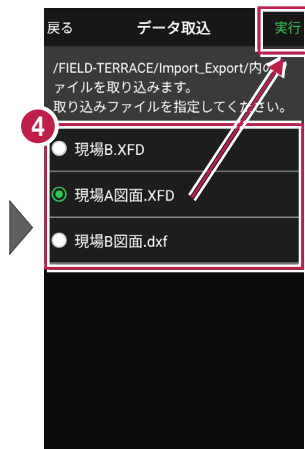 戻る データ取込 実行
/FIELD-TERRACE/Import_Export/内の
ァイルを取り込みます。
取り込みファイルを指定してください。
4
現場B.XFD
現場A図面.XFD
現場B図面.dxf